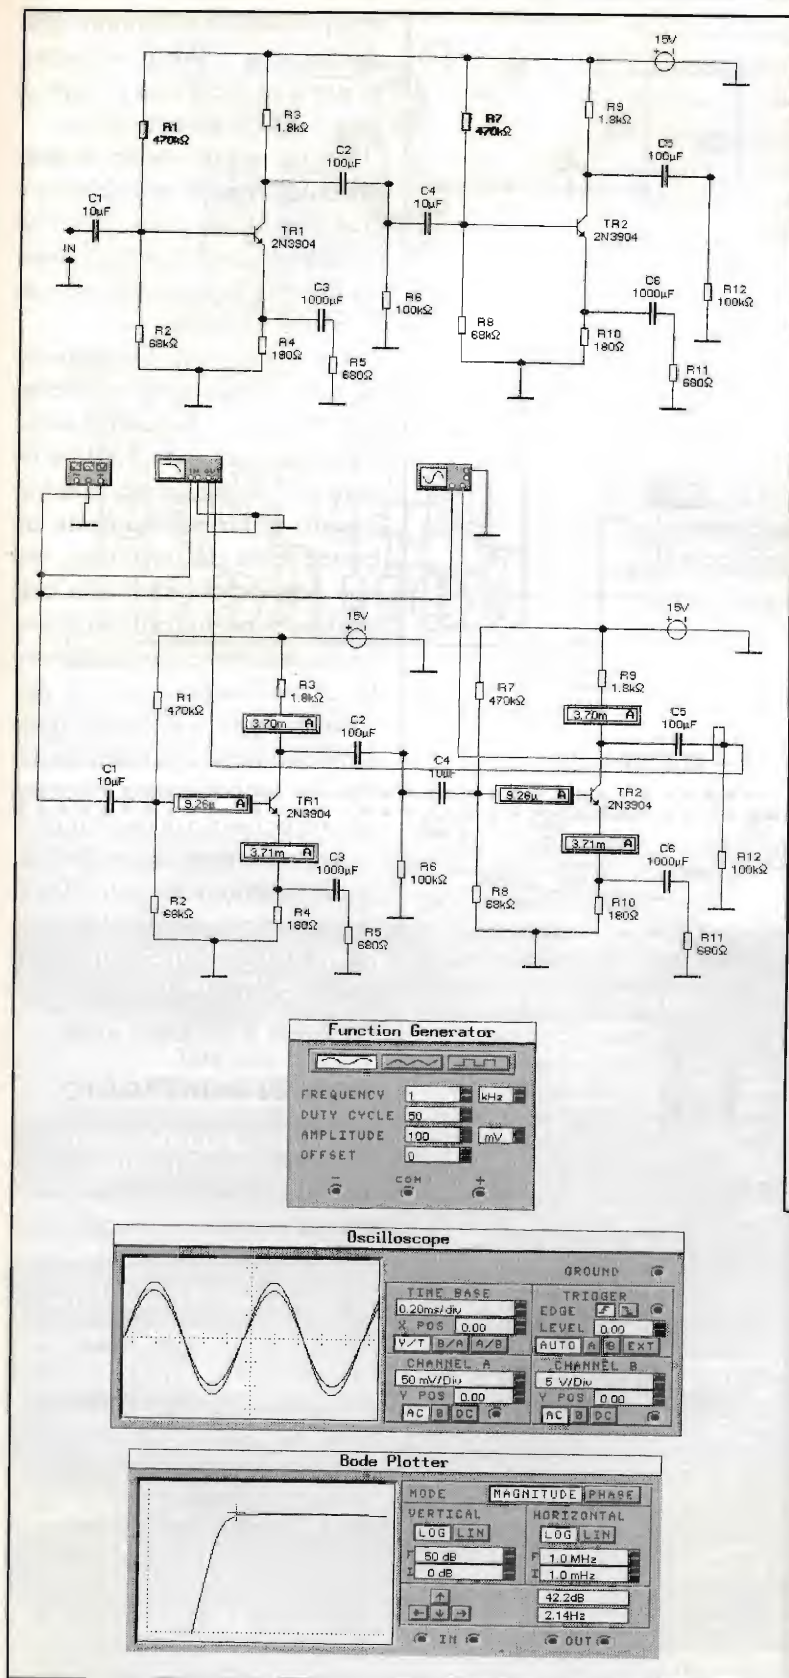 15V
+
R1
470kΩ
R3
1.8kΩ
R7
470kΩ
R9
1.8kΩ
C2
100µF
C5
100µF
C1
10µF
C4
10µF
TR1
2N3904
TR2
2N3904
IN
C3
1000µF
C6
1000µF
R2
68kΩ
R4
180Ω
R5
680Ω
R6
100kΩ
R8
68kΩ
R10
180Ω
R11
680Ω
R12
100kΩ
IN OUT
15V
+
15V
+
R1
470kΩ
R3
1.8kΩ
R7
470kΩ
R9
1.8kΩ
3.70m A
3.70m A
C2
100µF
C5
100µF
C1
10µF
C4
10µF
9.26µ A
TR1
2N3904
9.26µ A
TR2
2N3904
3.71m A
3.71m A
C3
1000µF
C6
1000µF
R2
68kΩ
R4
180Ω
R5
680Ω
R6
100kΩ
R8
68kΩ
R10
180Ω
R11
680Ω
R12
100kΩ
Function Generator
FREQUENCY 1 kHz
DUTY CYCLE 50
AMPLITUDE 100 mV
OFFSET 0
− COM +
Oscilloscope
GROUND
TIME BASE
0.20ms/div
X POS 0.00
Y/T B/A A/B
TRIGGER
EDGE
LEVEL 0.00
AUTO A B EXT
CHANNEL A
50 mV/Div
Y POS 0.00
AC 0 DC
CHANNEL B
5 V/Div
Y POS 0.00
AC 0 DC
Bode Plotter
MODE MAGNITUDE PHASE
VERTICAL
LOG LIN
F 50 dB
I 0 dB
HORIZONTAL
LOG LIN
F 1.0 MHz
I 1.0 mHz
42.2dB
2.14Hz
IN
OUT